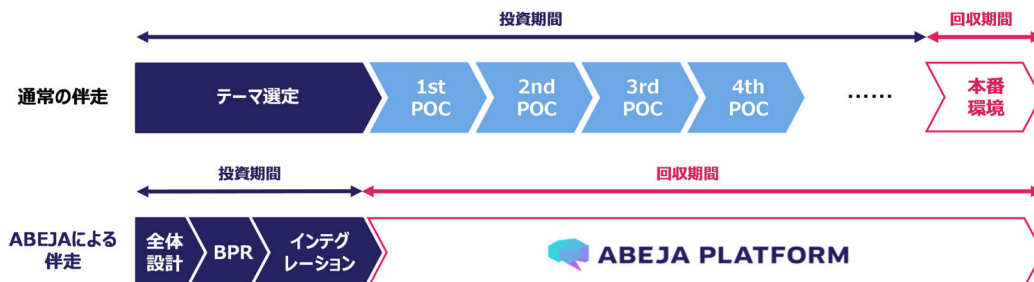 投資期間
回収期間
通常の伴走
テーマ選定
1st
POC
2nd
POC
3rd
POC
4th
POC
……
本番
環境
投資期間
回収期間
ABEJAによる
伴走
全体
設計
BPR
インテグ
レーション
ABEJA PLATFORM